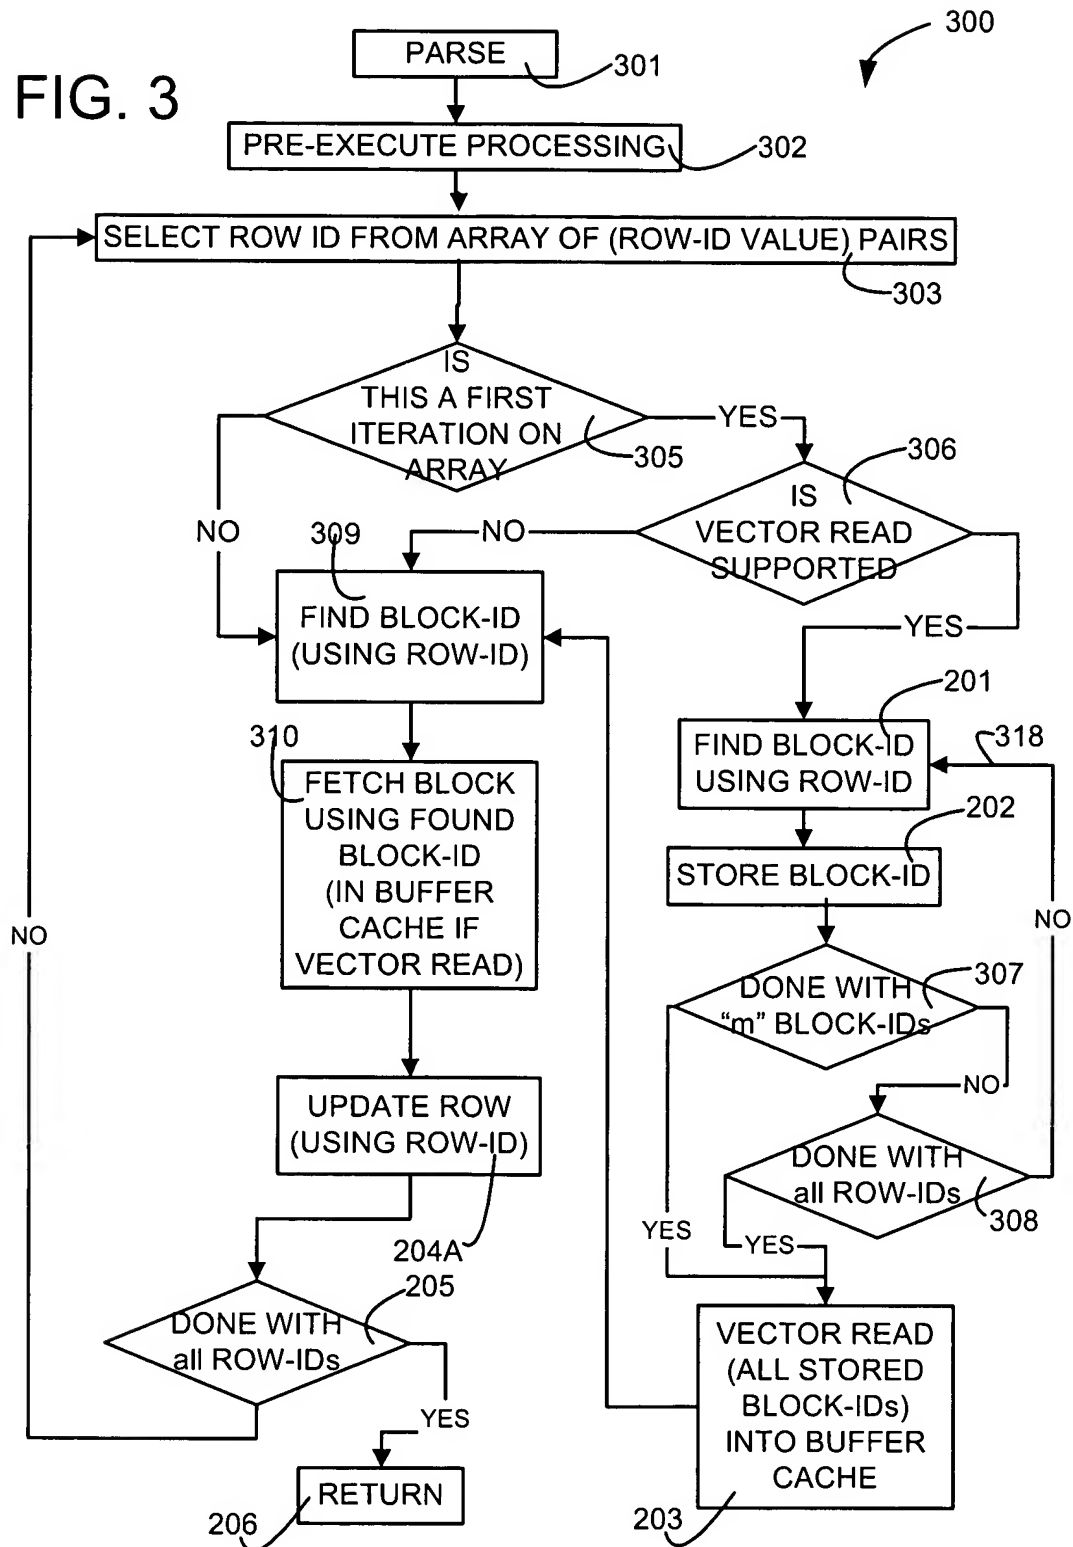 300
PARSE
301
FIG. 3
PRE-EXECUTE PROCESSING
302
SELECT ROW ID FROM ARRAY OF (ROW-ID VALUE) PAIRS
303
IS
THIS A FIRST
ITERATION ON
ARRAY
305
YES
306
IS
VECTOR READ
SUPPORTED
NO
NO
309
FIND BLOCK-ID
(USING ROW-ID)
YES
201
FIND BLOCK-ID
USING ROW-ID
318
310
FETCH BLOCK
USING FOUND
BLOCK-ID
(IN BUFFER
CACHE IF
VECTOR READ)
202
STORE BLOCK-ID
NO
NO
307
DONE WITH
“m” BLOCK-IDs
NO
UPDATE ROW
(USING ROW-ID)
204A
DONE WITH
all ROW-IDs
308
YES
YES
205
DONE WITH
all ROW-IDs
YES
VECTOR READ
(ALL STORED
BLOCK-IDs)
INTO BUFFER
CACHE
203
RETURN
206